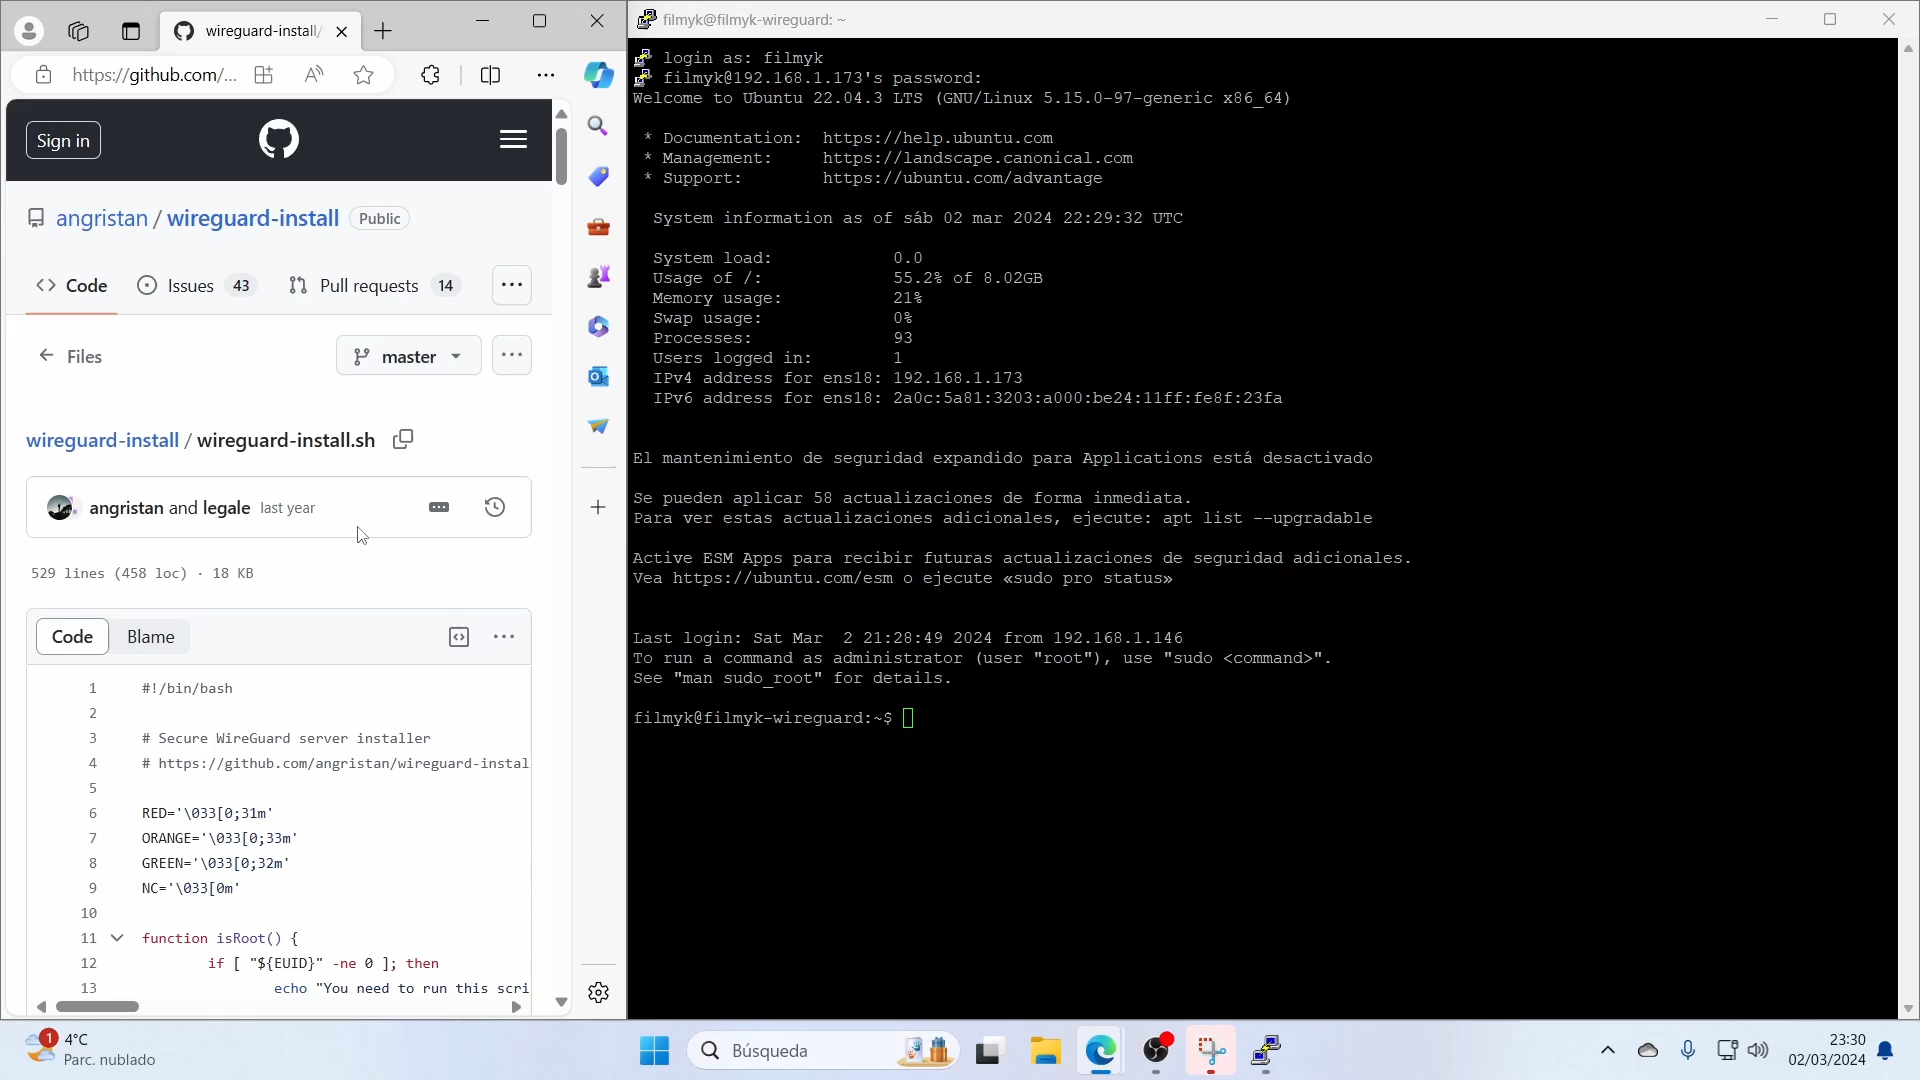 wireguard-install/
https://github.com/...
Sign in
angristan / wireguard-install Public
Code
Issues 43
Pull requests 14
Files
master
wireguard-install / wireguard-install.sh
angristan and legale last year
529 lines (458 loc) · 18 KB
Code Blame
1 #!/bin/bash
2
3 # Secure WireGuard server installer
4 # https://github.com/angristan/wireguard-instal
5
6 RED='\033[0;31m'
7 ORANGE='\033[0;33m'
8 GREEN='\033[0;32m'
9 NC='\033[0m'
10
11 function isRoot() {
12 if [ "${EUID}" -ne 0 ]; then
13 echo "You need to run this scri
filmyk@filmyk-wireguard: ~
login as: filmyk
filmyk@192.168.1.173's password:
Welcome to Ubuntu 22.04.3 LTS (GNU/Linux 5.15.0-97-generic x86_64)
* Documentation: https://help.ubuntu.com
* Management: https://landscape.canonical.com
* Support: https://ubuntu.com/advantage
System information as of sáb 02 mar 2024 22:29:32 UTC
System load: 0.0
Usage of /: 55.2% of 8.02GB
Memory usage: 21%
Swap usage: 0%
Processes: 93
Users logged in: 1
IPv4 address for ens18: 192.168.1.173
IPv6 address for ens18: 2a0c:5a81:3203:a000:be24:11ff:fe8f:23fa
El mantenimiento de seguridad expandido para Applications está desactivado
Se pueden aplicar 58 actualizaciones de forma inmediata.
Para ver estas actualizaciones adicionales, ejecute: apt list --upgradable
Active ESM Apps para recibir futuras actualizaciones de seguridad adicionales.
Vea https://ubuntu.com/esm o ejecute «sudo pro status»
Last login: Sat Mar  2 21:28:49 2024 from 192.168.1.146
To run a command as administrator (user "root"), use "sudo <command>".
See "man sudo_root" for details.
filmyk@filmyk-wireguard:~$
1
4°C
Parc. nublado
Búsqueda
23:30
02/03/2024